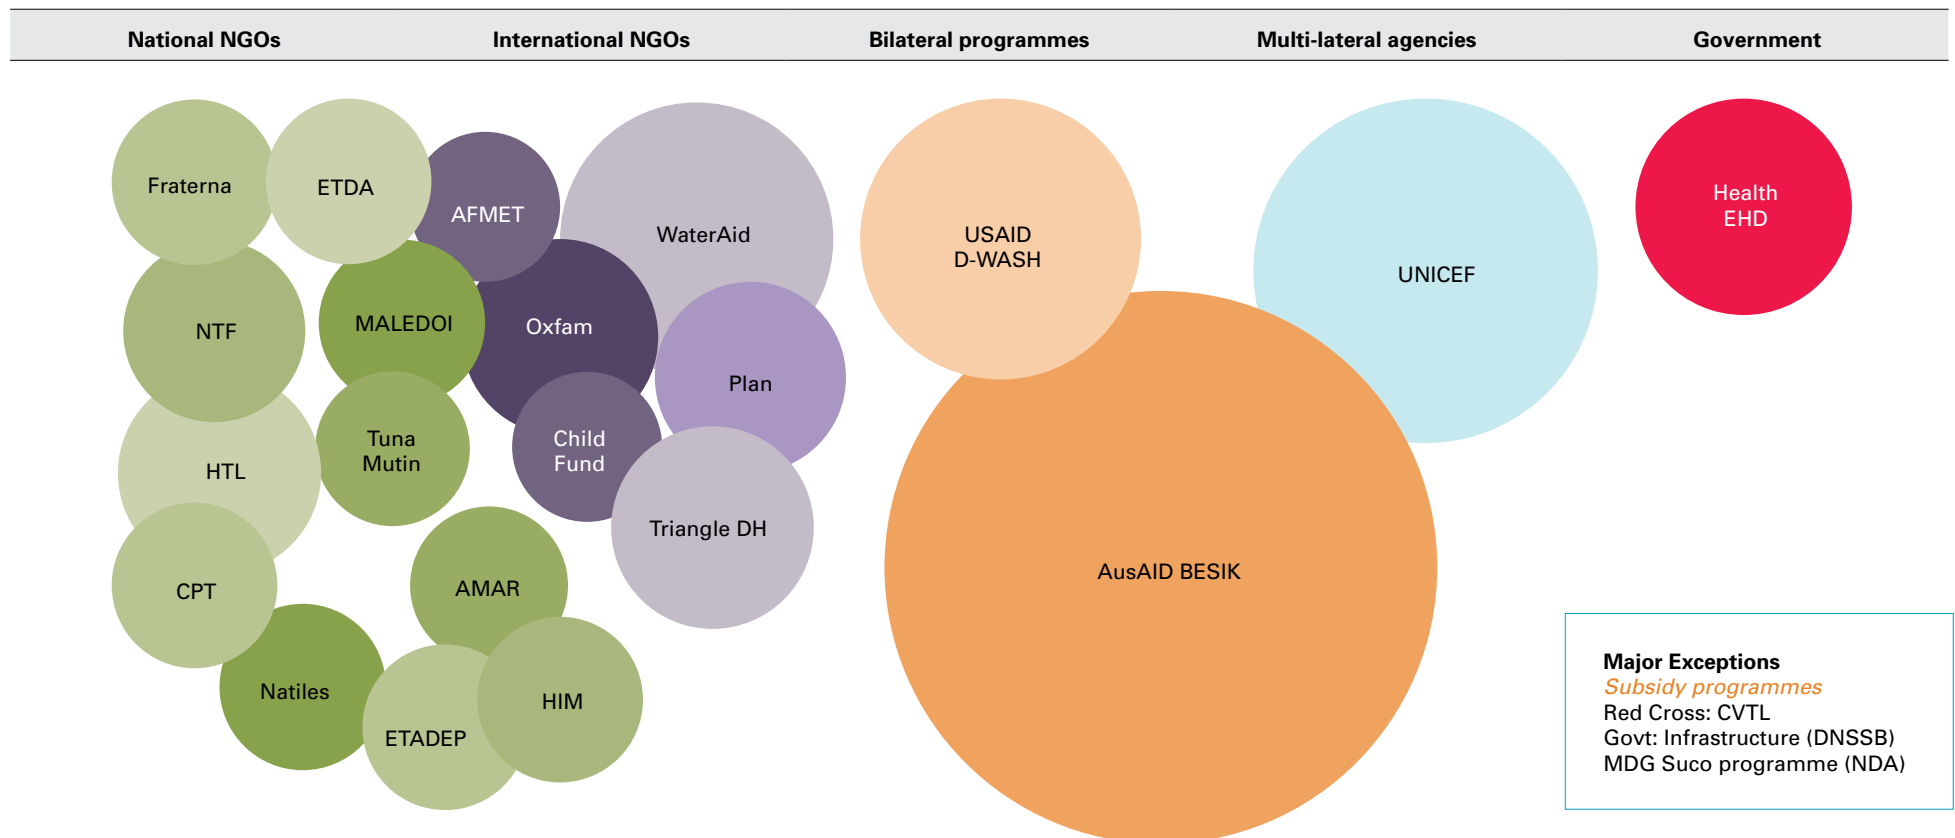 National NGOs
International NGOs
Bilateral programmes
Multi-lateral agencies
Government
Fraterna
ETDA
NTF
MALEDOI
HTL
Tuna
Mutin
CPT
AMAR
Natiles
ETADEP
HIM
AFMET
WaterAid
Oxfam
Plan
Child
Fund
Triangle DH
USAID
D-WASH
AusAID BESIK
UNICEF
Health
EHD
Major Exceptions
Subsidy programmes
Red Cross: CVTL
Govt: Infrastructure (DNSSB)
MDG Suco programme (NDA)